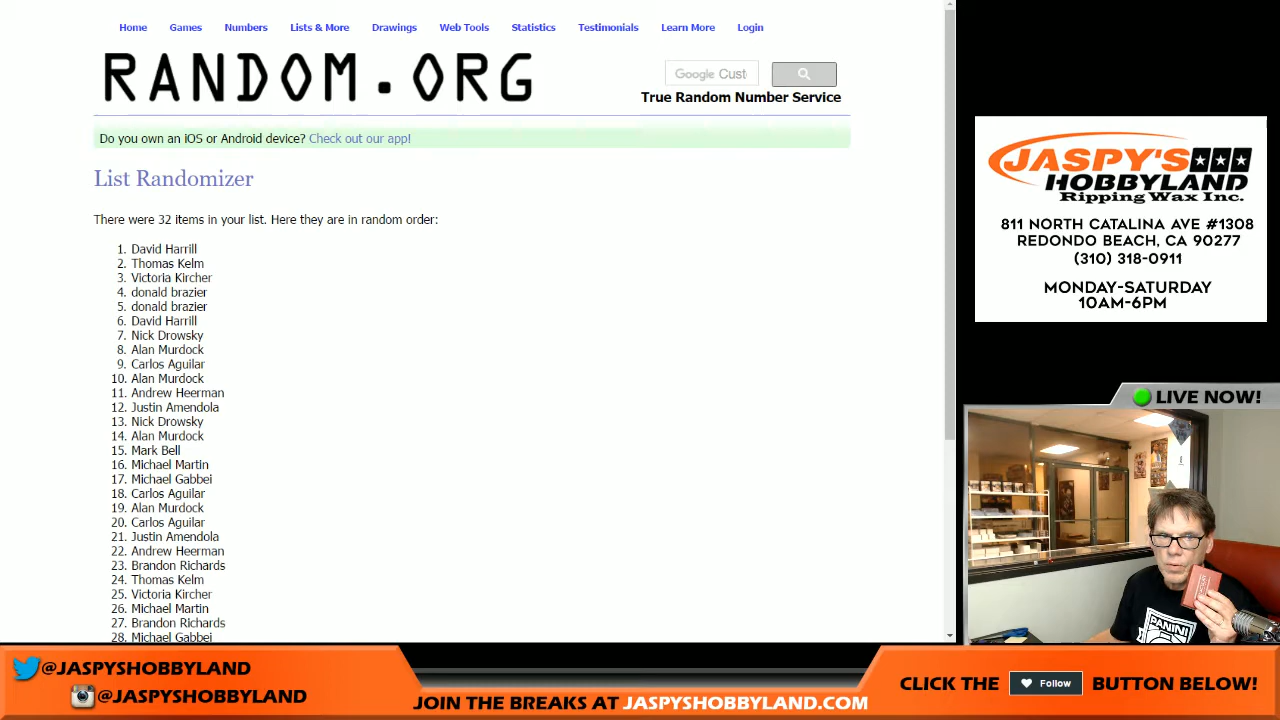 Home Games Numbers Lists & More Drawings Web Tools Statistics Testimonials Learn More Login
RANDOM.ORG
Google Cust
True Random Number Service
Do you own an iOS or Android device? Check out our app!
List Randomizer
There were 32 items in your list. Here they are in random order:
1. David Harrill
2. Thomas Kelm
3. Victoria Kircher
4. donald brazier
5. donald brazier
6. David Harrill
7. Nick Drowsky
8. Alan Murdock
9. Carlos Aguilar
10. Alan Murdock
11. Andrew Heerman
12. Justin Amendola
13. Nick Drowsky
14. Alan Murdock
15. Mark Bell
16. Michael Martin
17. Michael Gabbei
18. Carlos Aguilar
19. Alan Murdock
20. Carlos Aguilar
21. Justin Amendola
22. Andrew Heerman
23. Brandon Richards
24. Thomas Kelm
25. Victoria Kircher
26. Michael Martin
27. Brandon Richards
28. Michael Gabbei
JASPY'S
HOBBYLAND
Ripping Wax Inc.
811 NORTH CATALINA AVE #1308
REDONDO BEACH, CA 90277
(310) 318-0911
MONDAY-SATURDAY
10AM-6PM
LIVE NOW!
PANINI
@JASPYSHOBBYLAND
@JASPYSHOBBYLAND
JOIN THE BREAKS AT JASPYSHOBBYLAND.COM
CLICK THE Follow BUTTON BELOW!